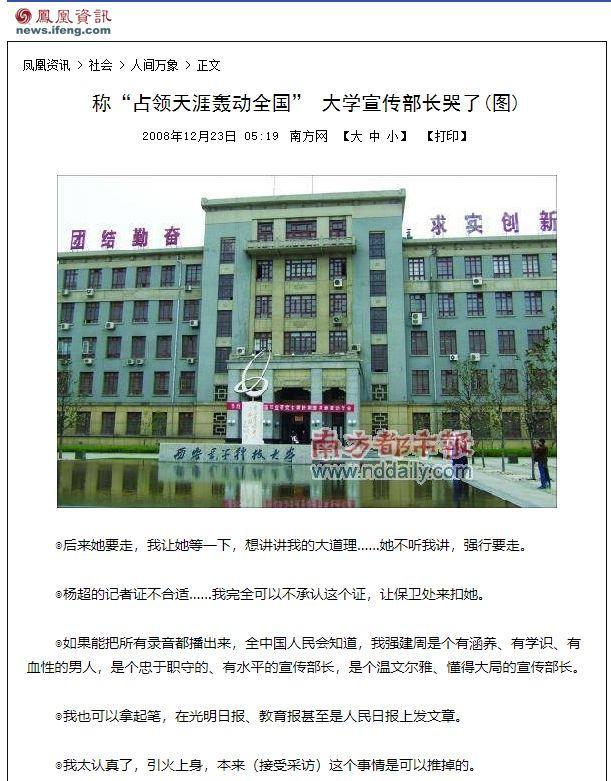 鳳凰資訊
news.ifeng.com
凤凰资讯 > 社会 > 人间万象 > 正文
称“占领天涯轰动全国” 大学宣传部长哭了(图)
2008年12月23日 05:19 南方网 【大 中 小】 【打印】
团结勤奋
求实创新
西安电子科技大学
南方都市报
www.nddaily.com
⊙后来她要走，我让她等一下，想讲讲我的大道理......她不听我讲，强行要走。
⊙杨超的记者证不合适......我完全可以不承认这个证，让保卫处来扣她。
⊙如果能把所有录音都播出来，全中国人民会知道，我强建周是个有涵养、有学识、有
血性的男人，是个忠于职守的、有水平的宣传部长，是个温文尔雅、懂得大局的宣传部长。
⊙我也可以拿起笔，在光明日报、教育报甚至是人民日报上发文章。
⊙我太认真了，引火上身，本来（接受采访）这个事情是可以推掉的。